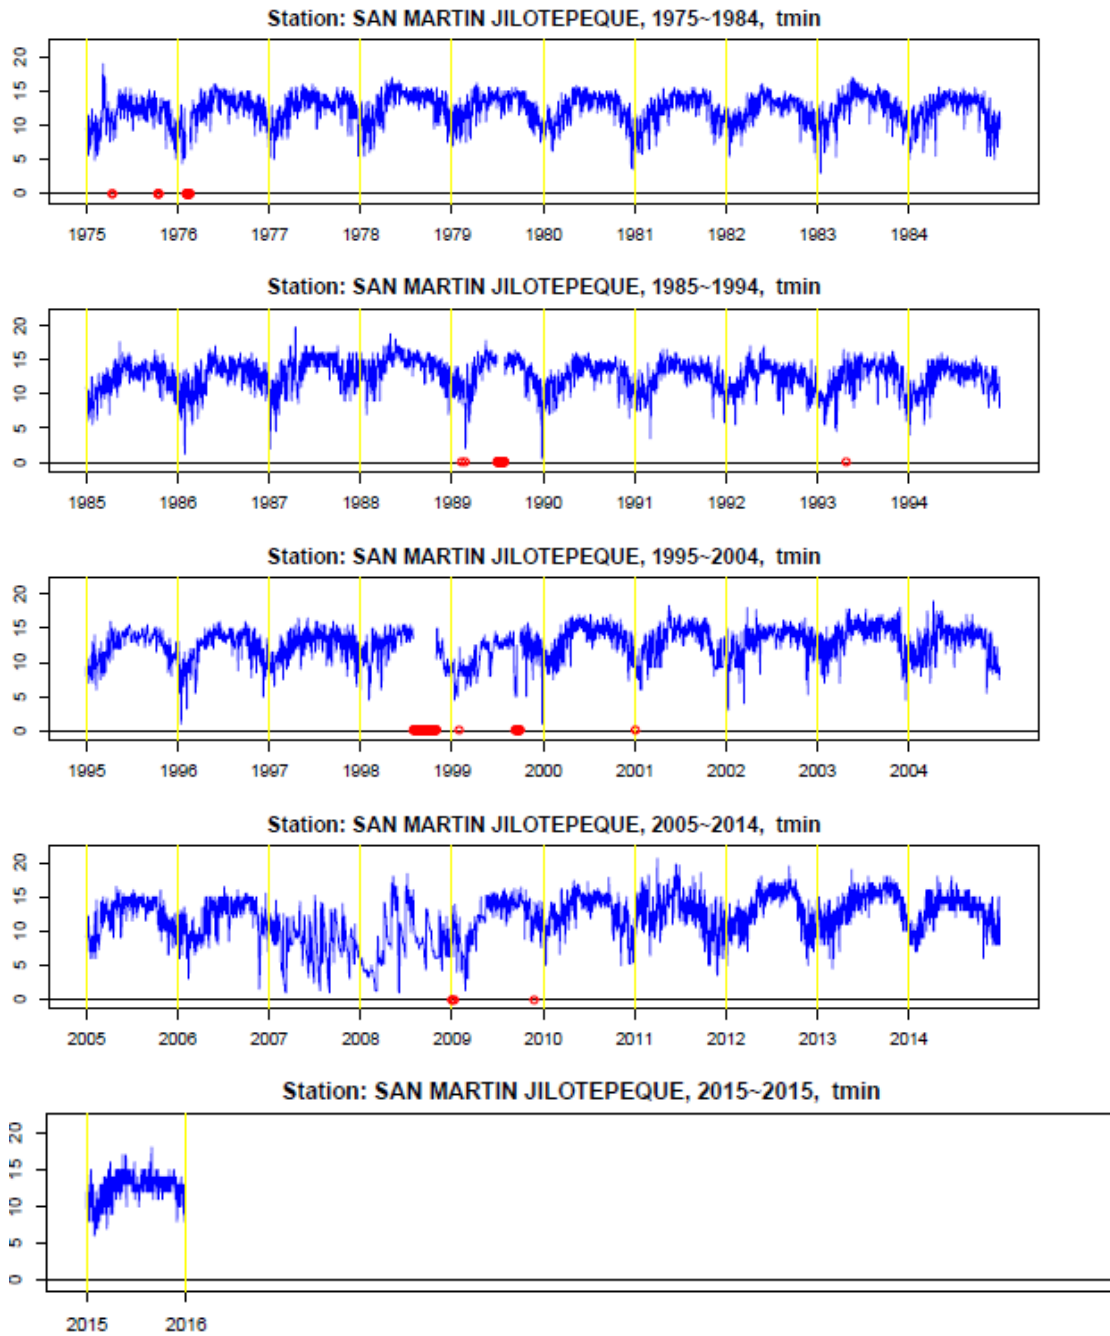 Station: SAN MARTIN JILOTEPEQUE, 1975~1984, tmin
20
15
10
5
0
1975 1976 1977 1978 1979 1980 1981 1982 1983 1984
Station: SAN MARTIN JILOTEPEQUE, 1985~1994, tmin
20
15
10
5
0
1985 1986 1987 1988 1989 1990 1991 1992 1993 1994
Station: SAN MARTIN JILOTEPEQUE, 1995~2004, tmin
20
15
10
5
0
1995 1996 1997 1998 1999 2000 2001 2002 2003 2004
Station: SAN MARTIN JILOTEPEQUE, 2005~2014, tmin
20
15
10
5
0
2005 2006 2007 2008 2009 2010 2011 2012 2013 2014
Station: SAN MARTIN JILOTEPEQUE, 2015~2015, tmin
20
15
10
5
0
2015 2016